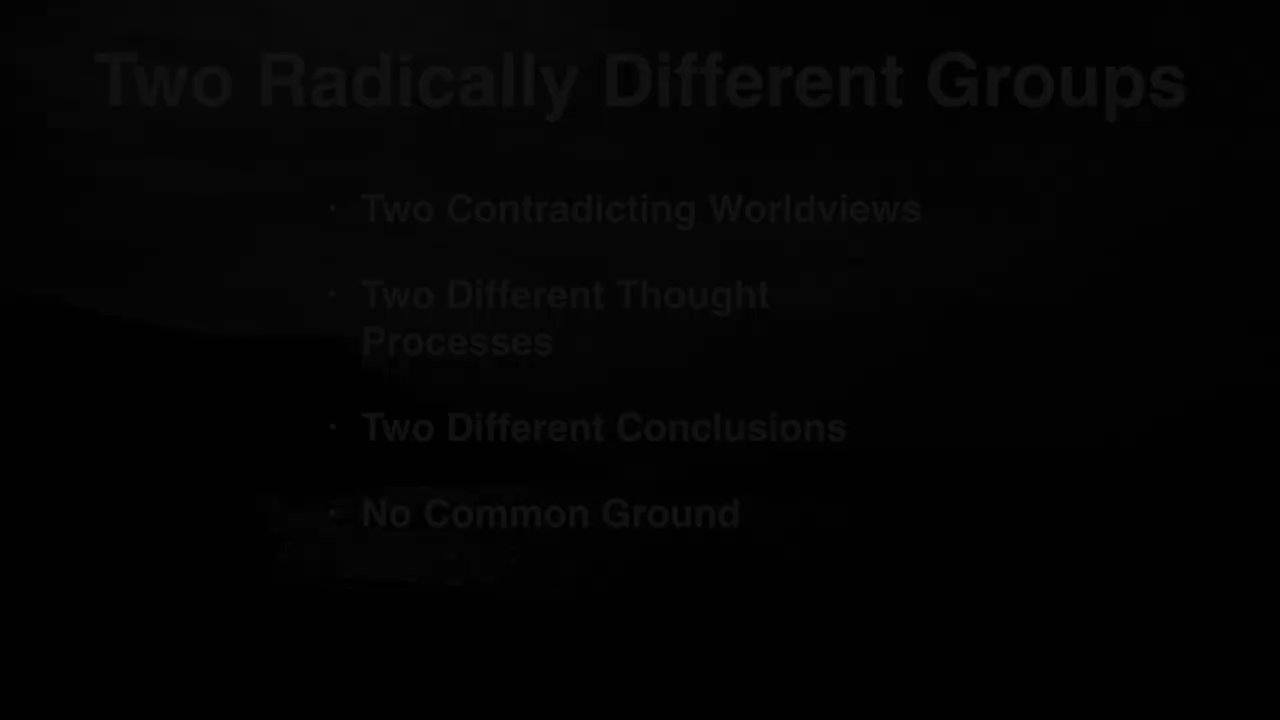 Two Radically Different Groups
· Two Contradicting Worldviews
· Two Different Thought
Processes
· Two Different Conclusions
· No Common Ground